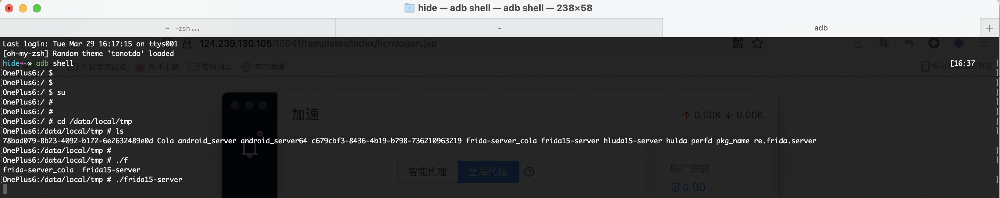 hide — adb shell — adb shell — 238×58
~ -zsh...
~
adb
+
Last login: Tue Mar 29 16:17:15 on ttys001
124.239.130.105:10041/templates/index/hcmlogon.jsp
[oh-my-zsh] Random theme 'tonotdo' loaded
[hide→~» adb shell [16:37 ]
导入书签... 火狐官方站点 新手上路 常用网址 京东商城 移动设备上的书签
[OnePlus6:/ $ ]
[OnePlus6:/ $ ]
[OnePlus6:/ $ su ]
[OnePlus6:/ # ]
[OnePlus6:/ # ]
加速 ↑ 0.00K ↓ 0.00K
[OnePlus6:/ # cd /data/local/tmp ]
[OnePlus6:/data/local/tmp # ls ]
78bad079-8b23-4092-b172-6e2632489e0d Cola android_server android_server64 c679cbf3-8436-4b19-b798-736210963219 frida-server_cola frida15-server hluda15-server hulda perfd pkg_name re.frida.server
[OnePlus6:/data/local/tmp # ]
[OnePlus6:/data/local/tmp # ./f ]
frida-server_cola frida15-server
智能代理 全局代理 ?
账户余额
[OnePlus6:/data/local/tmp # ./frida15-server ]
¥ 0.00